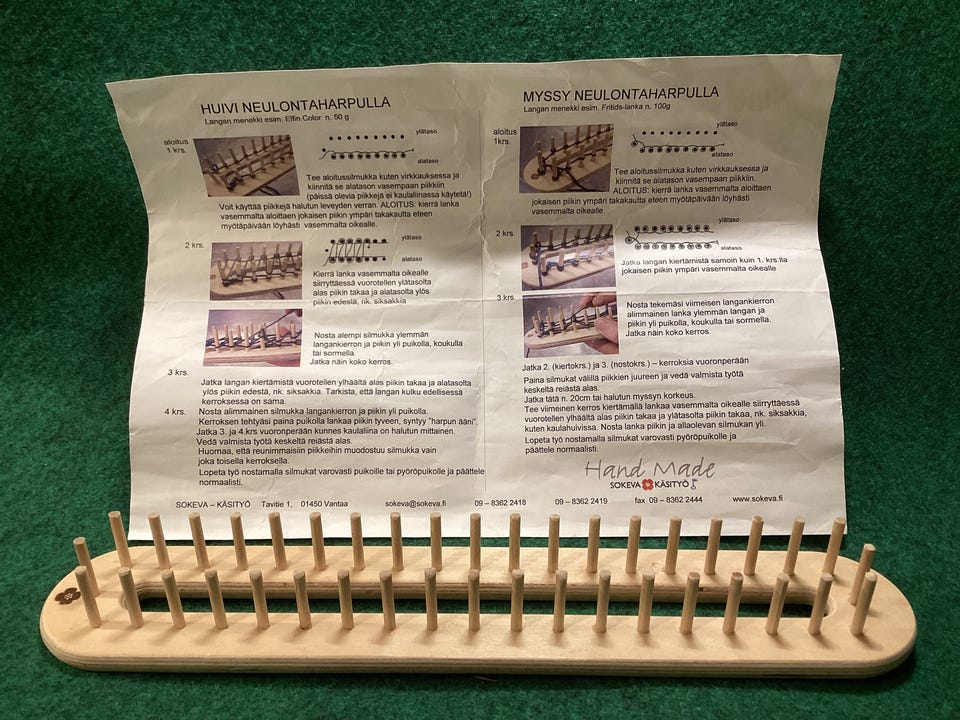 HUIVI NEULONTAHARPULLA
Langan menekki esim. Elfin Color n. 50 g
aloitus
1 krs.
ylätaso
alataso
Tee aloitussilmukka kuten virkkauksessa ja
kiinnitä se alatason vasempaan piikkiin
(päissä olevia piikkejä ei kaulaliinassa käytetä!)
Voit käyttää piikkejä halutun leveyden verran. ALOITUS: kierrä lanka
vasemmalta aloittaen jokaisen piikin ympäri takakautta eteen
myötäpäivään löyhästi vasemmalta oikealle.
2 krs.
ylätaso
alataso
Kierrä lanka vasemmalta oikealle
siirryttäessä vuorotellen ylätasolta
alas piikin takaa ja alatasolta ylös
piikin edestä, nk. siksakkia
Nosta alempi silmukka ylemmän
langankierron ja piikin yli puikolla, koukulla
tai sormella.
Jatka näin koko kerros.
3 krs.
Jatka langan kiertämistä vuorotellen ylhäältä alas piikin takaa ja alatasolta
ylös piikin edestä, nk. siksakkia. Tarkista, että langan kulku edellisessä
kerroksessa on sama.
4 krs.
Nosta alimmainen silmukka langankierron ja piikin yli puikolla.
Kerroksen tehtyäsi paina puikolla lankaa piikin tyveen, syntyy "harpun ääni".
Jatka 3. ja 4.krs vuoronperään kunnes kaulaliina on halutun mittainen.
Vedä valmista työtä keskeltä reiästä alas.
Huomaa, että reunimmaisiin piikkeihin muodostuu silmukka vain
joka toisella kerroksella.
Lopeta työ nostamalla silmukat varovasti puikoille tai pyöröpuikolle ja päättele
normaalisti.
MYSSY NEULONTAHARPULLA
Langan menekki esim. Fritids-lanka n. 100g
aloitus
1krs.
ylätaso
alataso
Tee aloitussilmukka kuten virkkauksessa ja
kiinnitä se alatason vasempaan piikkiin.
ALOITUS: kierrä lanka vasemmalta aloittaen
jokaisen piikin ympäri takakautta eteen myötäpäivään löyhästi
vasemmalta oikealle.
2 krs.
ylätaso
alataso
Jatka langan kiertämistä samoin kuin 1. krs:lla
jokaisen piikin ympäri vasemmalta oikealle
3 krs.
Nosta tekemäsi viimeisen langankierron
alimmainen lanka ylemmän langan ja
piikin yli puikolla, koukulla tai sormella.
Jatka näin koko kerros.
Jatka 2. (kiertokrs.) ja 3. (nostokrs.) – kerroksia vuoronperään
Paina silmukat välillä piikkien juureen ja vedä valmista työtä
keskeltä reiästä alas.
Jatka tätä n. 20cm tai halutun myssyn korkeus.
Tee viimeinen kerros kiertämällä lankaa vasemmalta oikealle siirryttäessä
vuorotellen ylhäältä alas piikin takaa ja ylätasolta piikin takaa, nk. siksakkia,
kuten kaulahuivissa. Nosta lanka piikin ja allaolevan silmukan yli.
Lopeta työ nostamalla silmukat varovasti pyöröpuikolle ja
päättele normaalisti.
Hand Made
SOKEVA KÄSITYÖ
SOKEVA – KÄSITYÖ Tavitie 1, 01450 Vantaa sokeva@sokeva.fi 09 – 8362 2418 09 – 8362 2419 fax 09 – 8362 2444 www.sokeva.fi